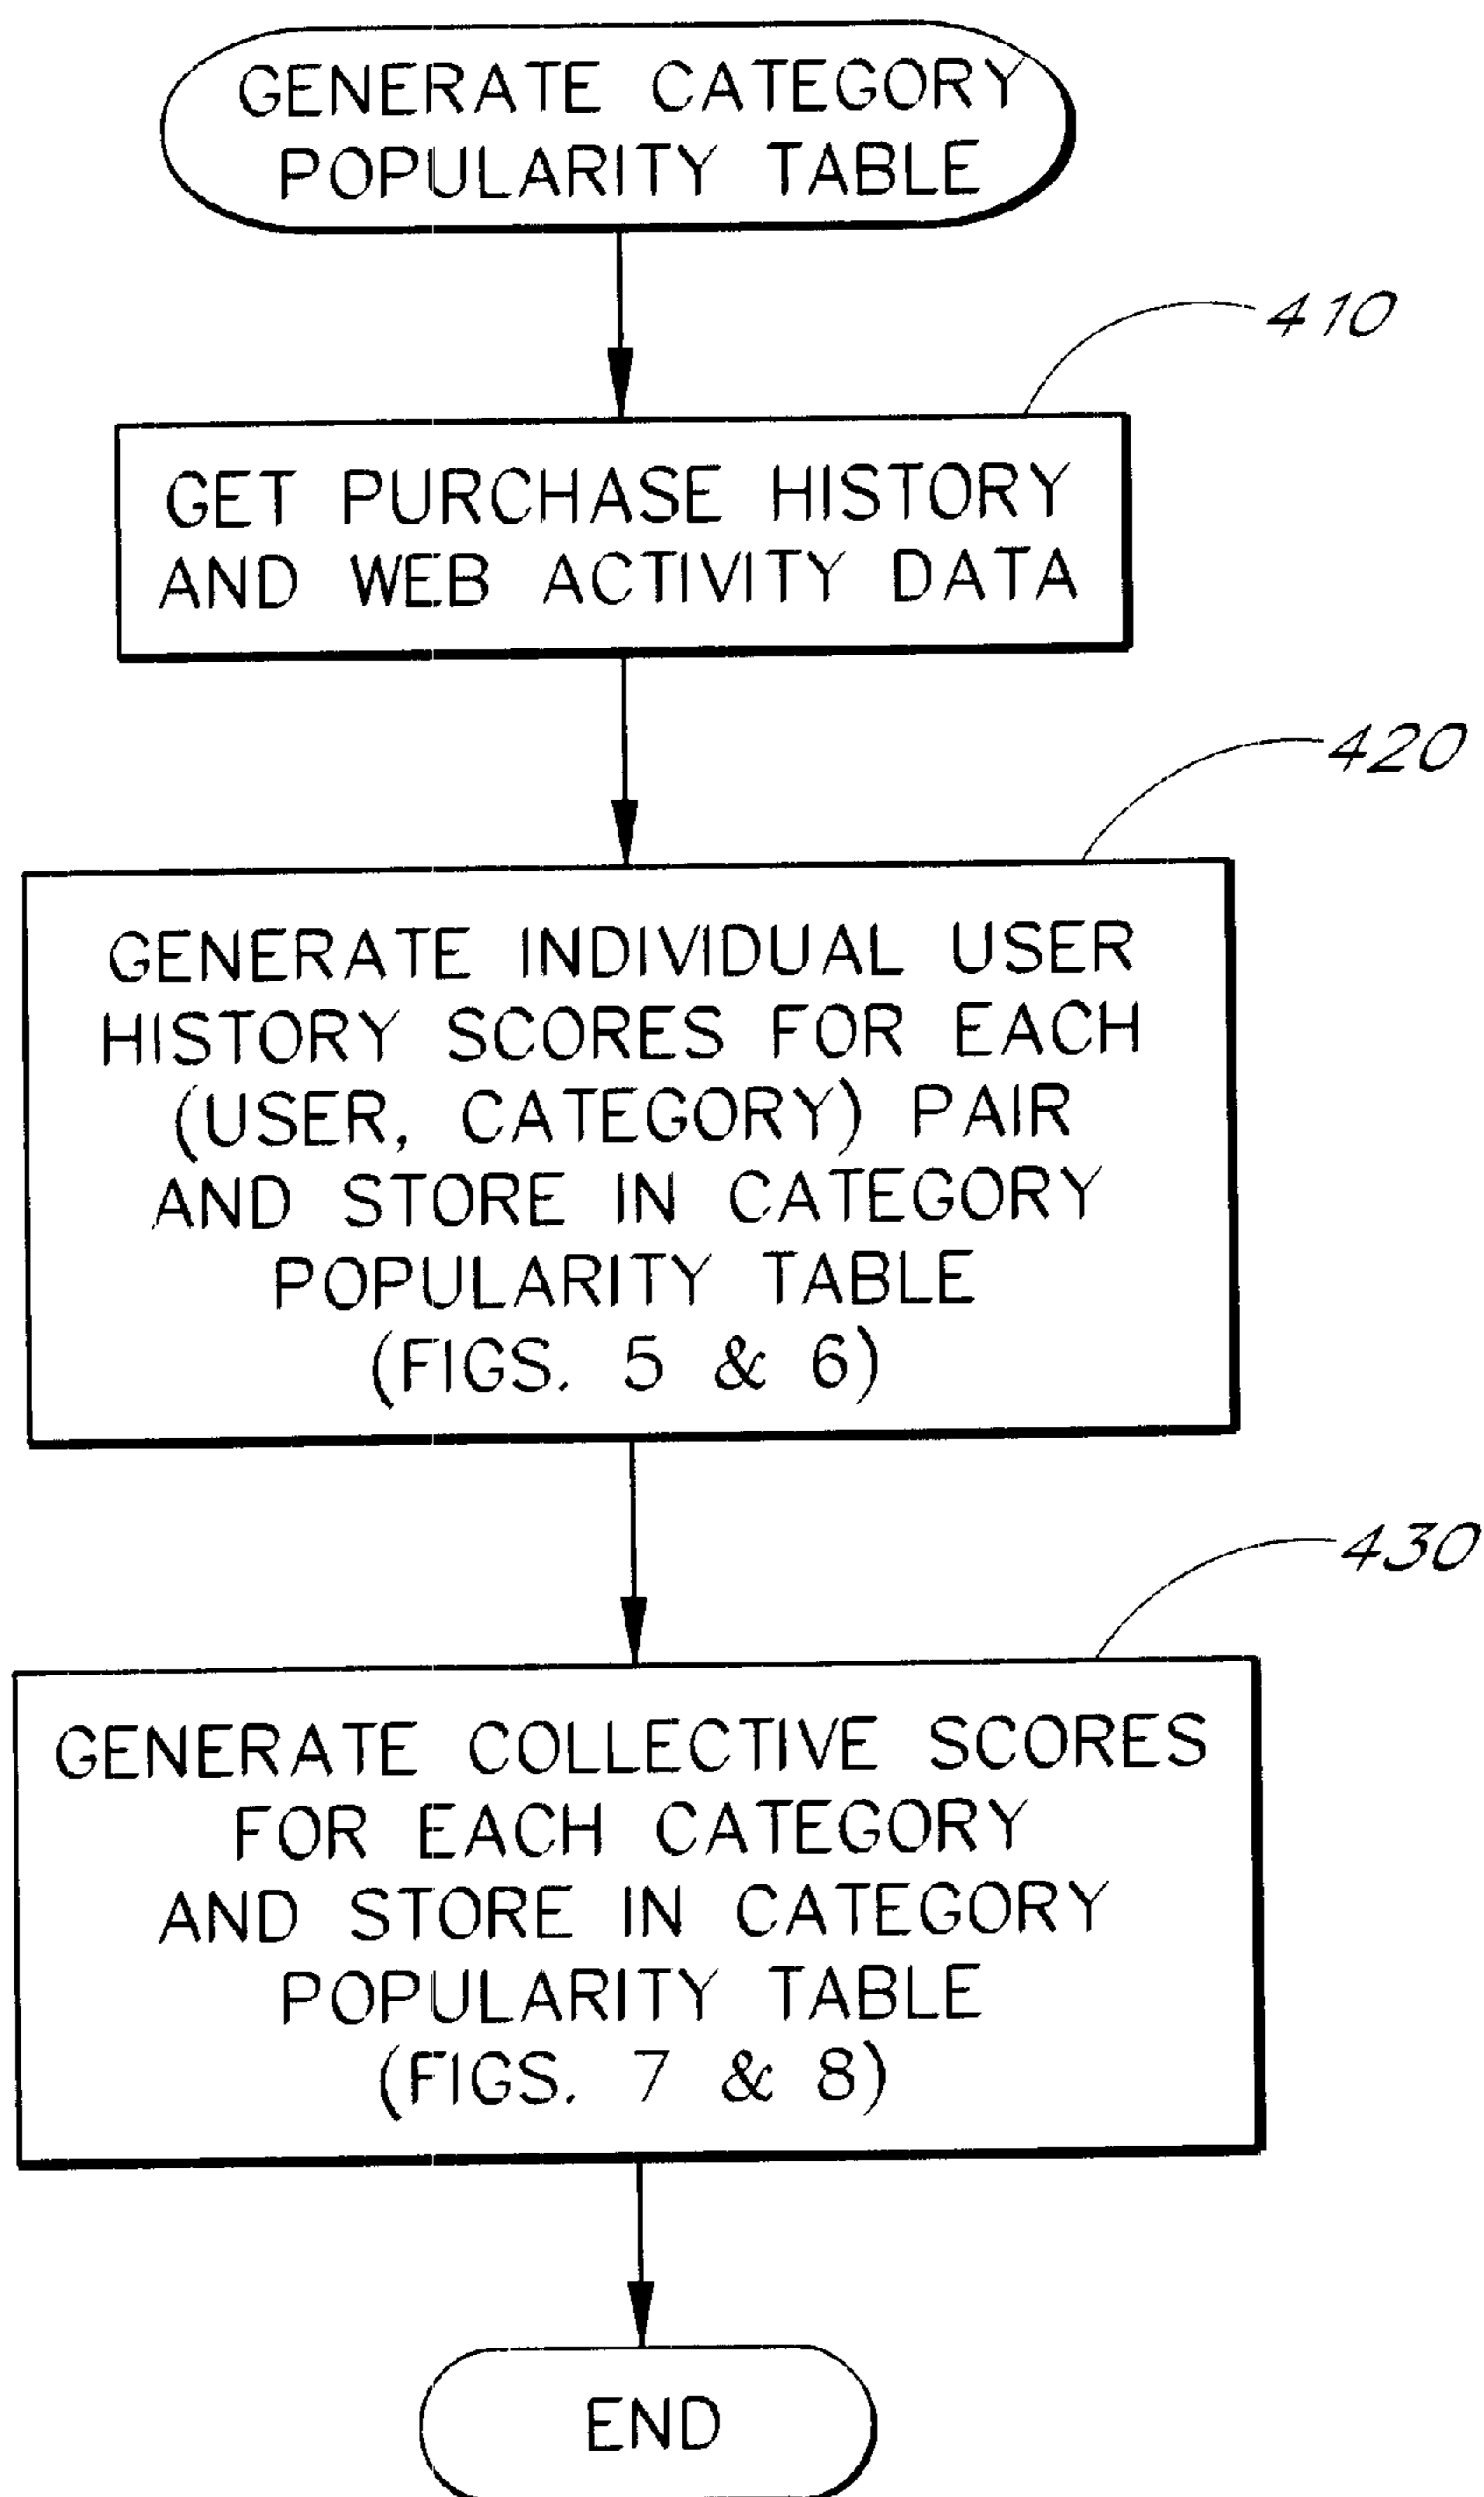 GENERATE CATEGORY
POPULARITY TABLE
410
GET PURCHASE HISTORY
AND WEB ACTIVITY DATA
420
GENERATE INDIVIDUAL USER
HISTORY SCORES FOR EACH
(USER, CATEGORY) PAIR
AND STORE IN CATEGORY
POPULARITY TABLE
(FIGS. 5 & 6)
430
GENERATE COLLECTIVE SCORES
FOR EACH CATEGORY
AND STORE IN CATEGORY
POPULARITY TABLE
(FIGS. 7 & 8)
END